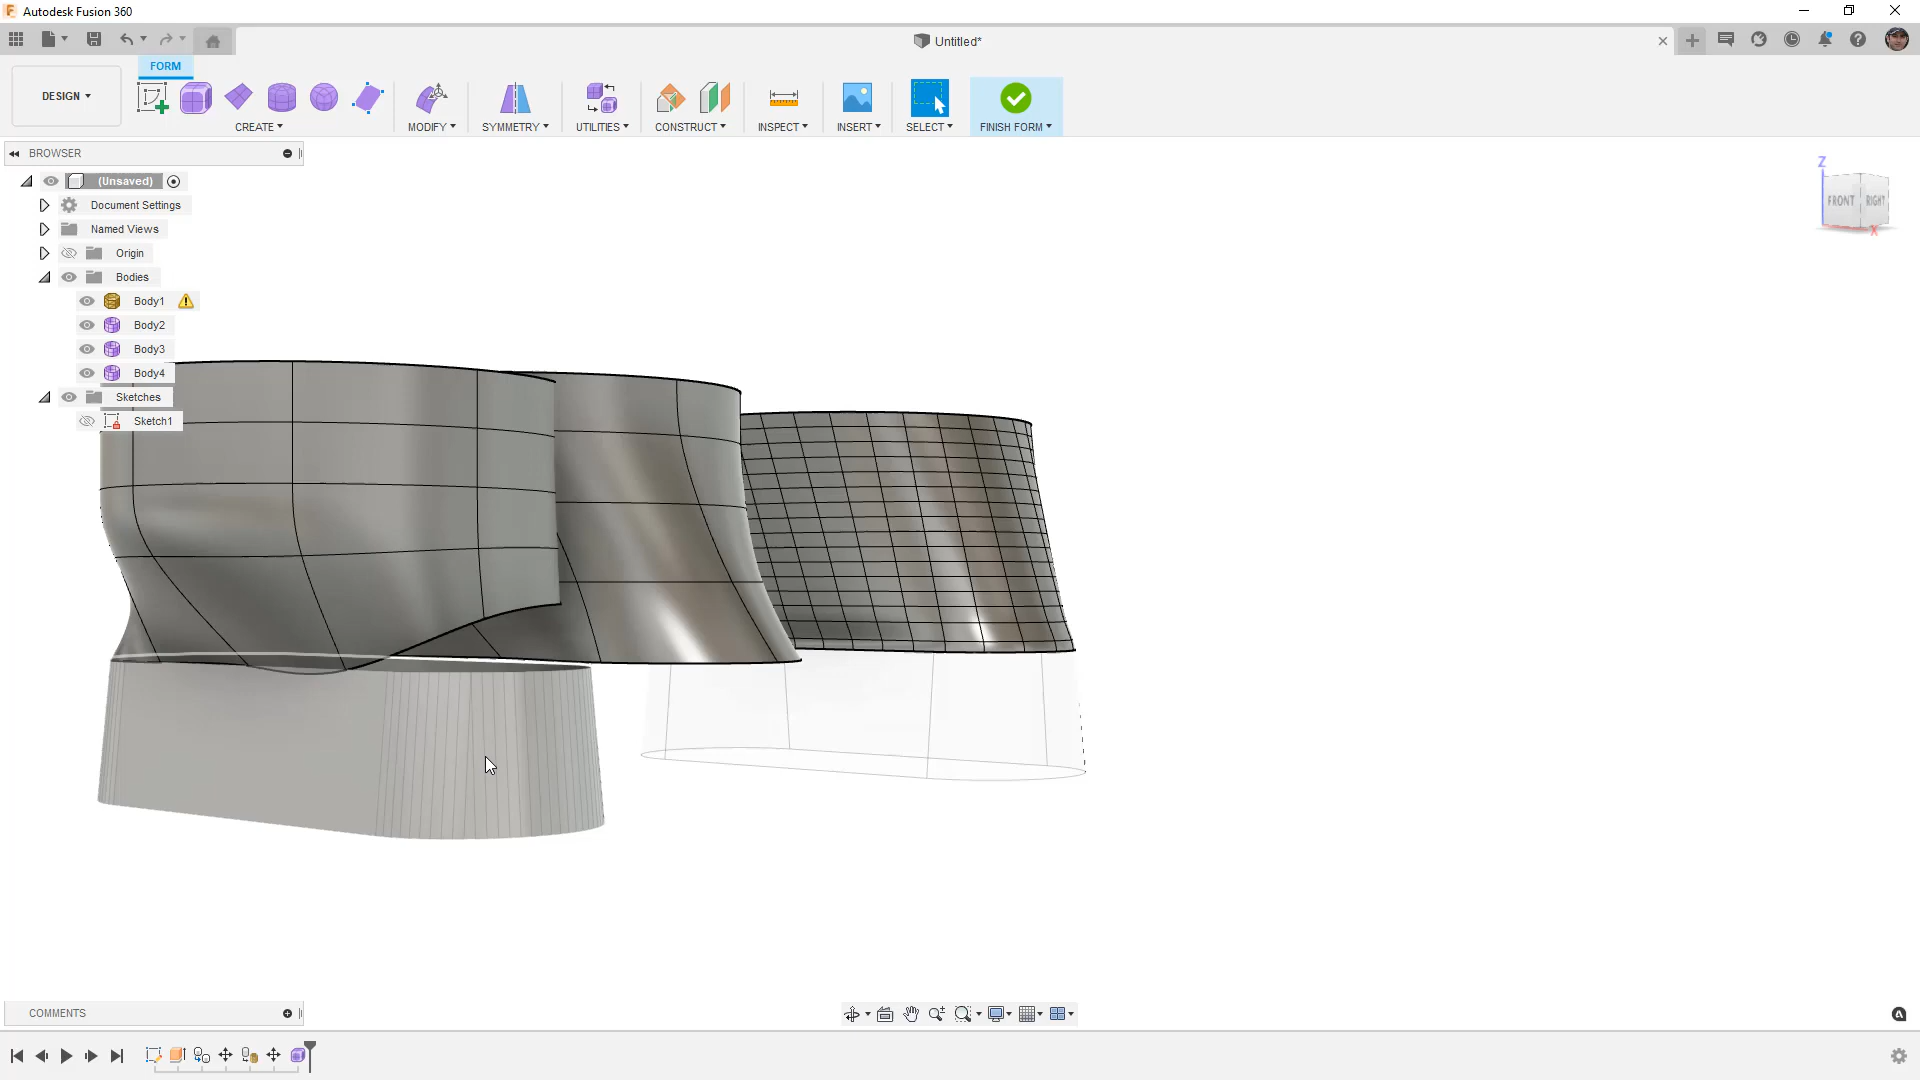 Autodesk Fusion 360
Untitled*
FORM
DESIGN
CREATE
MODIFY
SYMMETRY
UTILITIES
CONSTRUCT
INSPECT
INSERT
SELECT
FINISH FORM
BROWSER
(Unsaved)
Document Settings
Named Views
Origin
Bodies
Body1
Body2
Body3
Body4
Sketches
Sketch1
Z
FRONT
RIGHT
X
COMMENTS